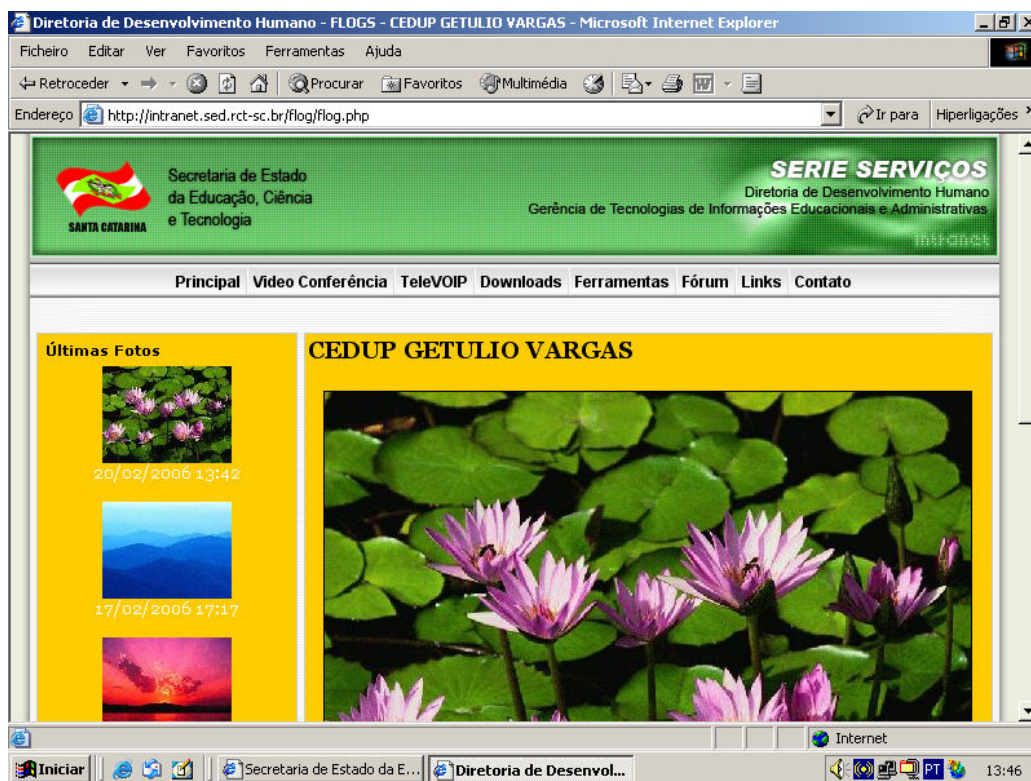 Diretoria de Desenvolvimento Humano - FLOGS - CEDUP GETULIO VARGAS - Microsoft Internet Explorer
Ficheiro Editar Ver Favoritos Ferramentas Ajuda
Retroceder Procurar Favoritos Multimédia
Endereço http://intranet.sed.rct-sc.br/flog/flog.php Ir para Hiperligações »
SANTA CATARINA
Secretaria de Estado
da Educação, Ciência
e Tecnologia
SERIE SERVIÇOS
Diretoria de Desenvolvimento Humano
Gerência de Tecnologias de Informações Educacionais e Administrativas
intranet
Principal Video Conferência TeleVOIP Downloads Ferramentas Fórum Links Contato
Últimas Fotos
20/02/2006 13:42
17/02/2006 17:17
CEDUP GETULIO VARGAS
Internet
Iniciar Secretaria de Estado da E... Diretoria de Desenvol... PT 13:46